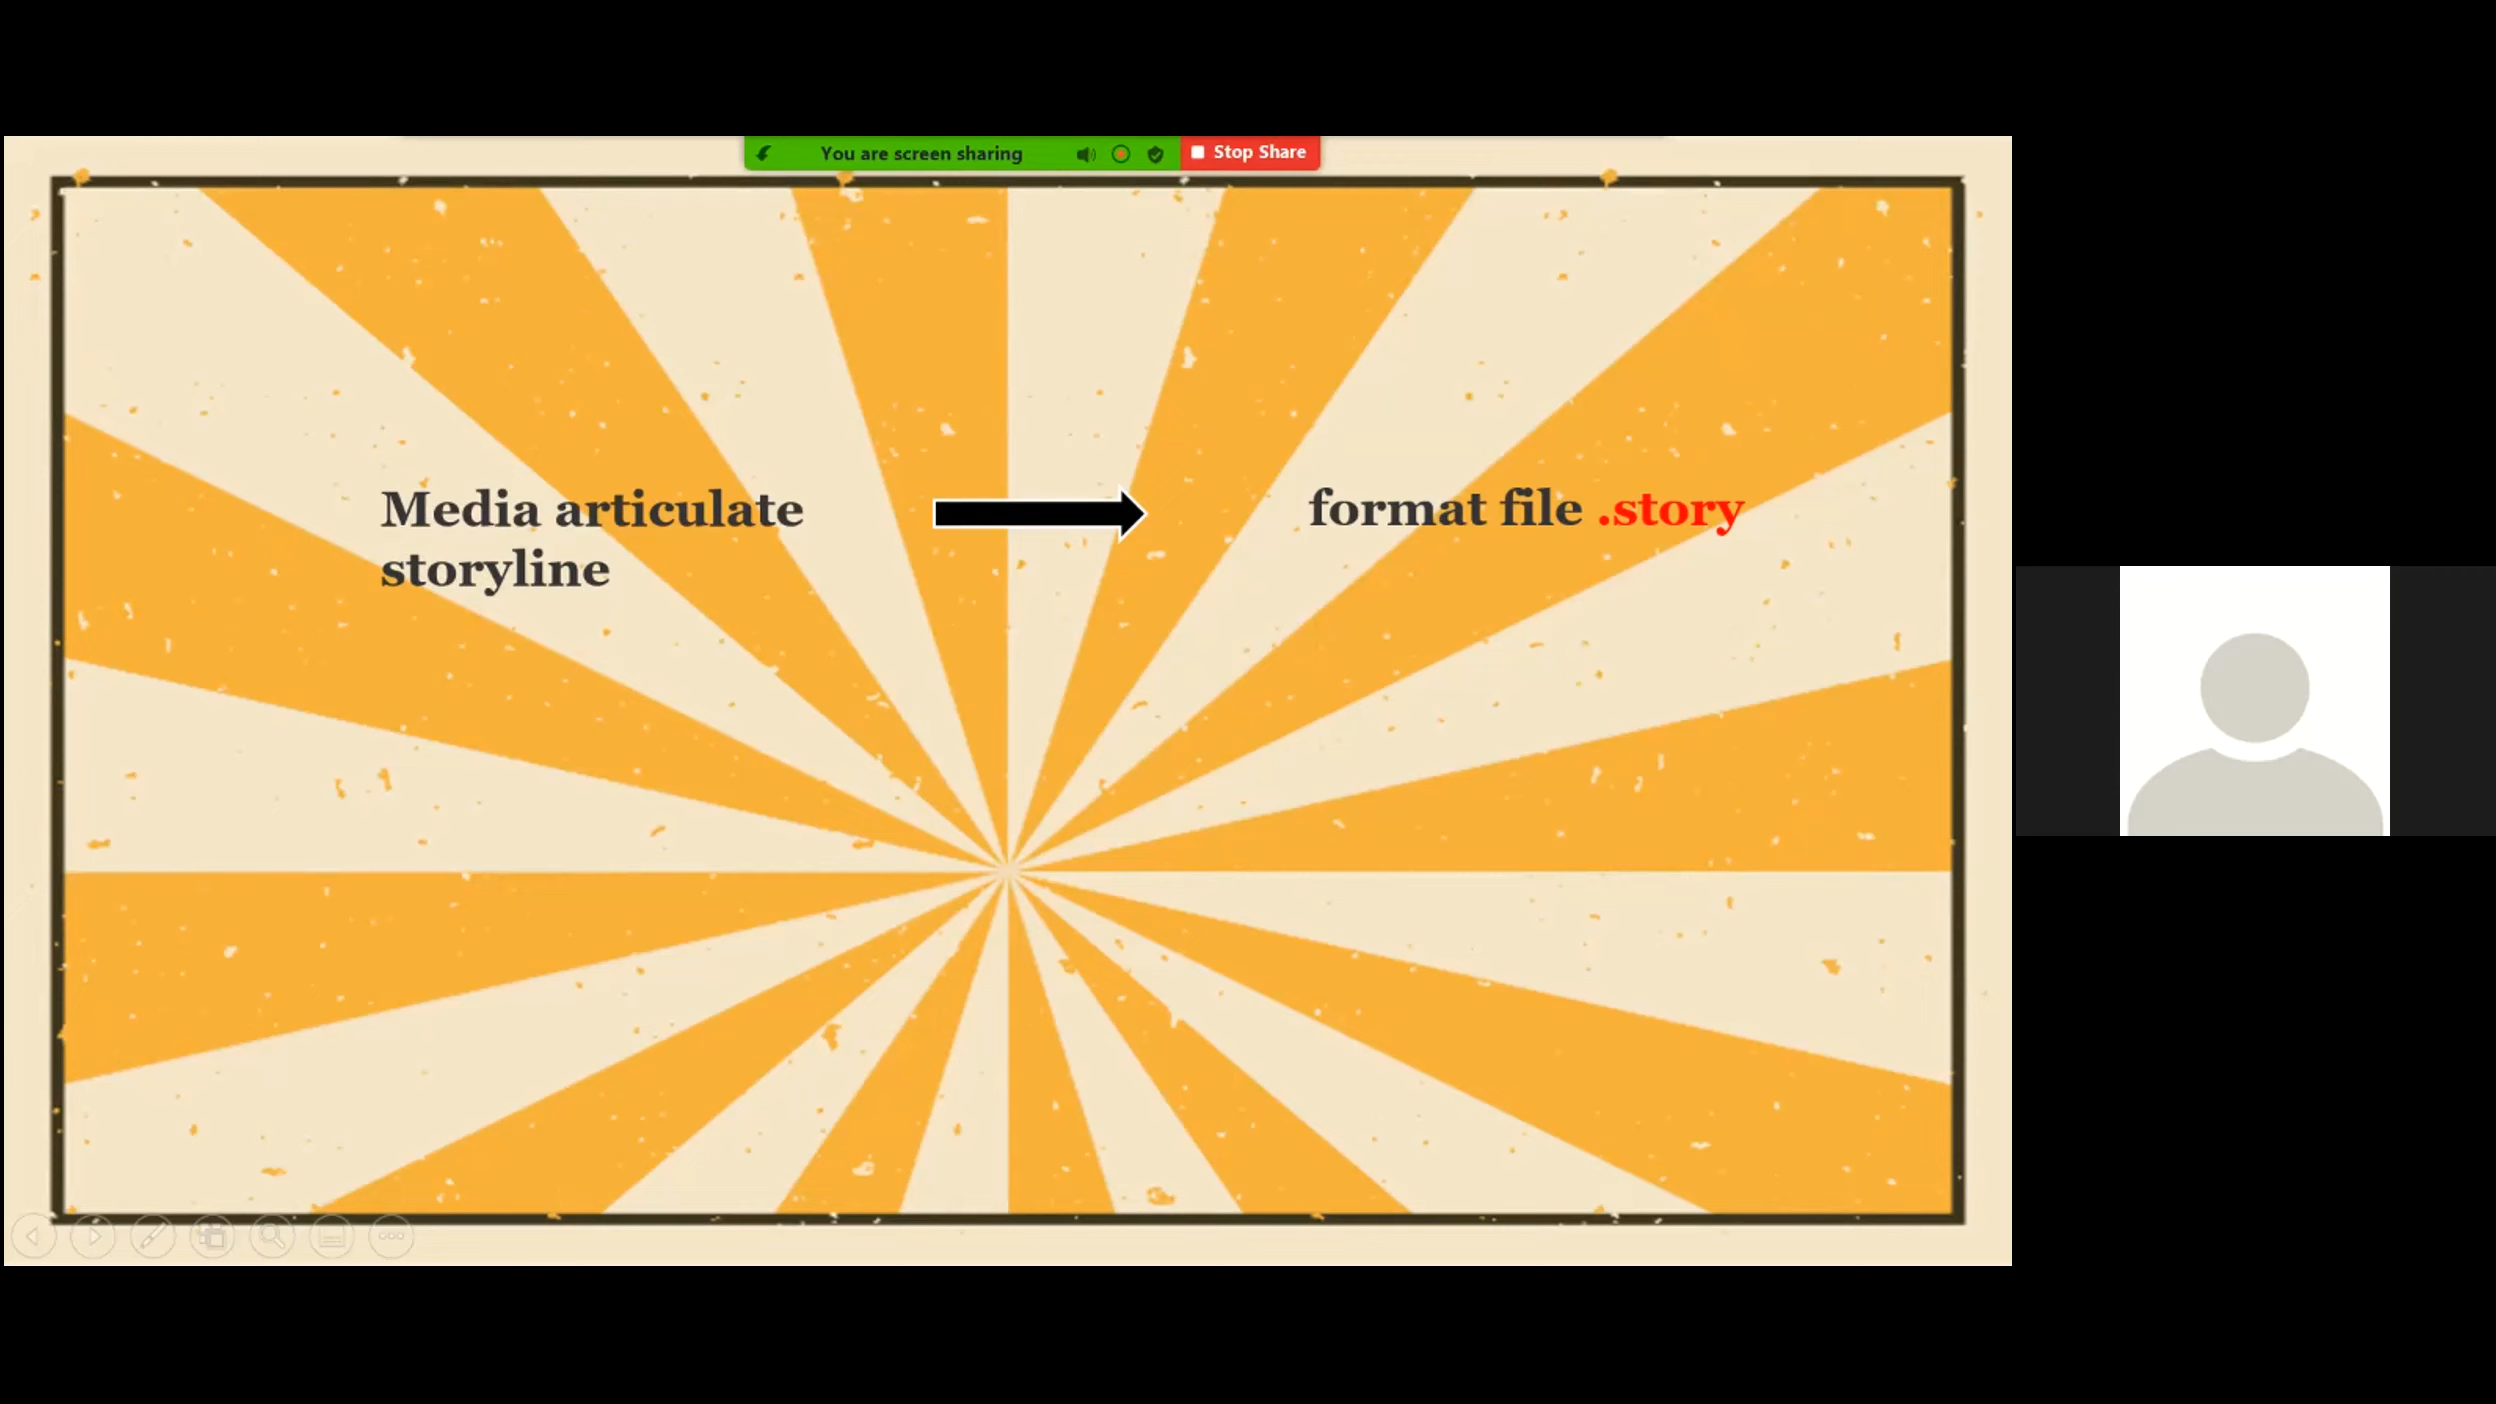 You are screen sharing
Stop Share
Media articulate
storyline
format file .story